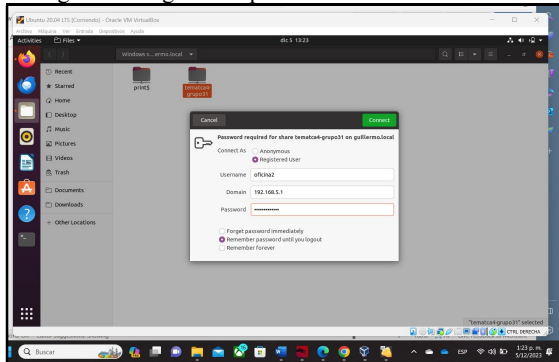 Ubuntu 20.04 LTS [Corriendo] - Oracle VM VirtualBox
Archivo Máquina Ver Entrada Dispositivos Ayuda
Activities Files dic 5 13:23
Windows s…ermo.local
Recent
Starred
Home
Desktop
Music
Pictures
Videos
Trash
Documents
Downloads
Other Locations
print$
tematca4-grupo31
Cancel Connect
Password required for share tematca4-grupo31 on guillermo.local
Connect As Anonymous
Registered User
Username oficina2
Domain 192.168.5.1
Password
Forget password immediately
Remember password until you logout
Remember forever
"tematca4-grupo31" selected
CTRL DERECHA
Buscar
ESP
1:23 p. m.
5/12/2023